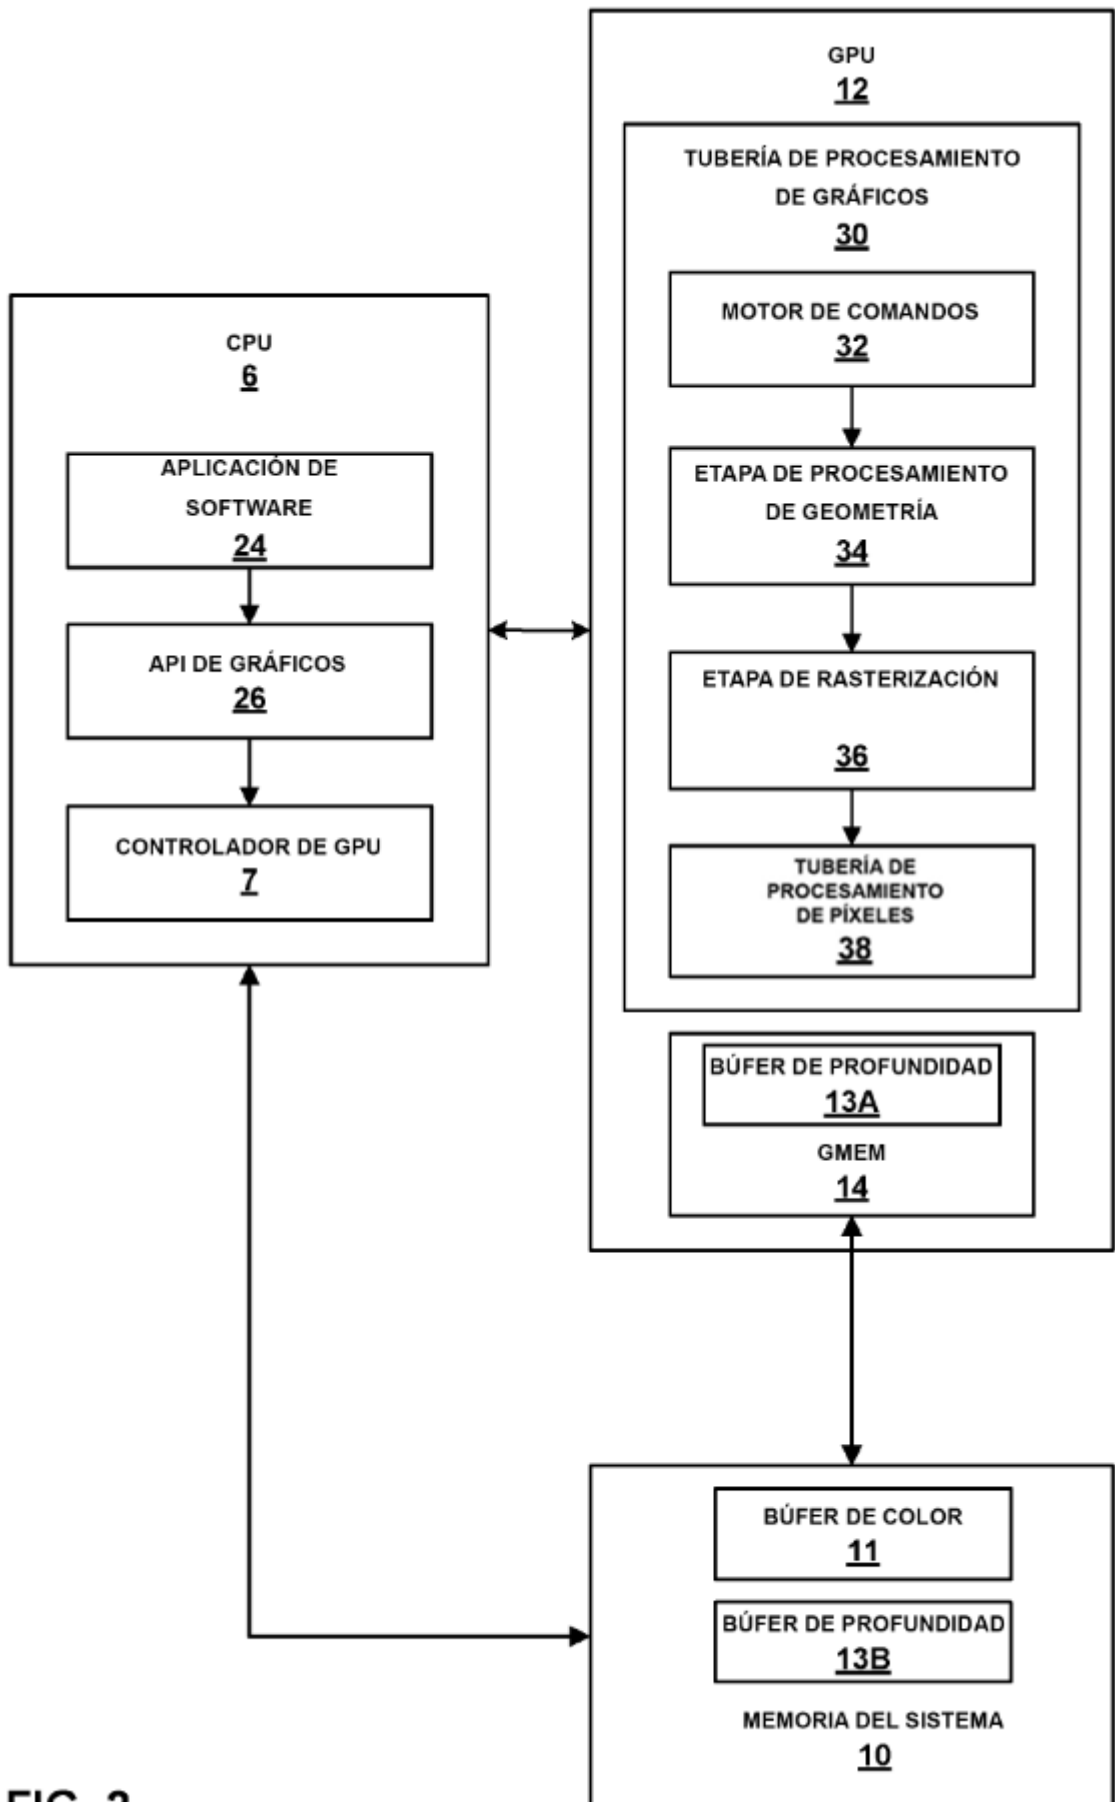 GPU
12
TUBERÍA DE PROCESAMIENTO
DE GRÁFICOS
30
MOTOR DE COMANDOS
32
ETAPA DE PROCESAMIENTO
DE GEOMETRÍA
34
ETAPA DE RASTERIZACIÓN
36
TUBERÍA DE
PROCESAMIENTO
DE PÍXELES
38
BÚFER DE PROFUNDIDAD
13A
GMEM
14
CPU
6
APLICACIÓN DE
SOFTWARE
24
API DE GRÁFICOS
26
CONTROLADOR DE GPU
7
BÚFER DE COLOR
11
BÚFER DE PROFUNDIDAD
13B
MEMORIA DEL SISTEMA
10